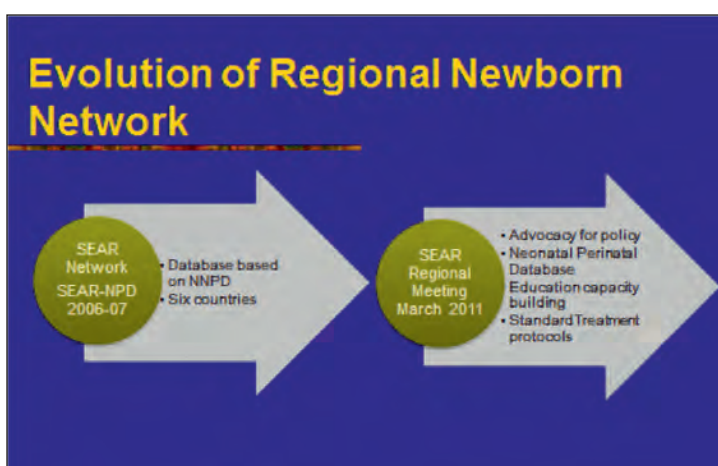 Evolution of Regional Newborn
Network
SEAR
Network
SEAR-NPD
2006-07
• Database based
on NNPD
• Six countries
SEAR
Regional
Meeting
March 2011
• Advocacy for policy
• Neonatal Perinatal
Database
• Education capacity
building
• Standard Treatment
protocols